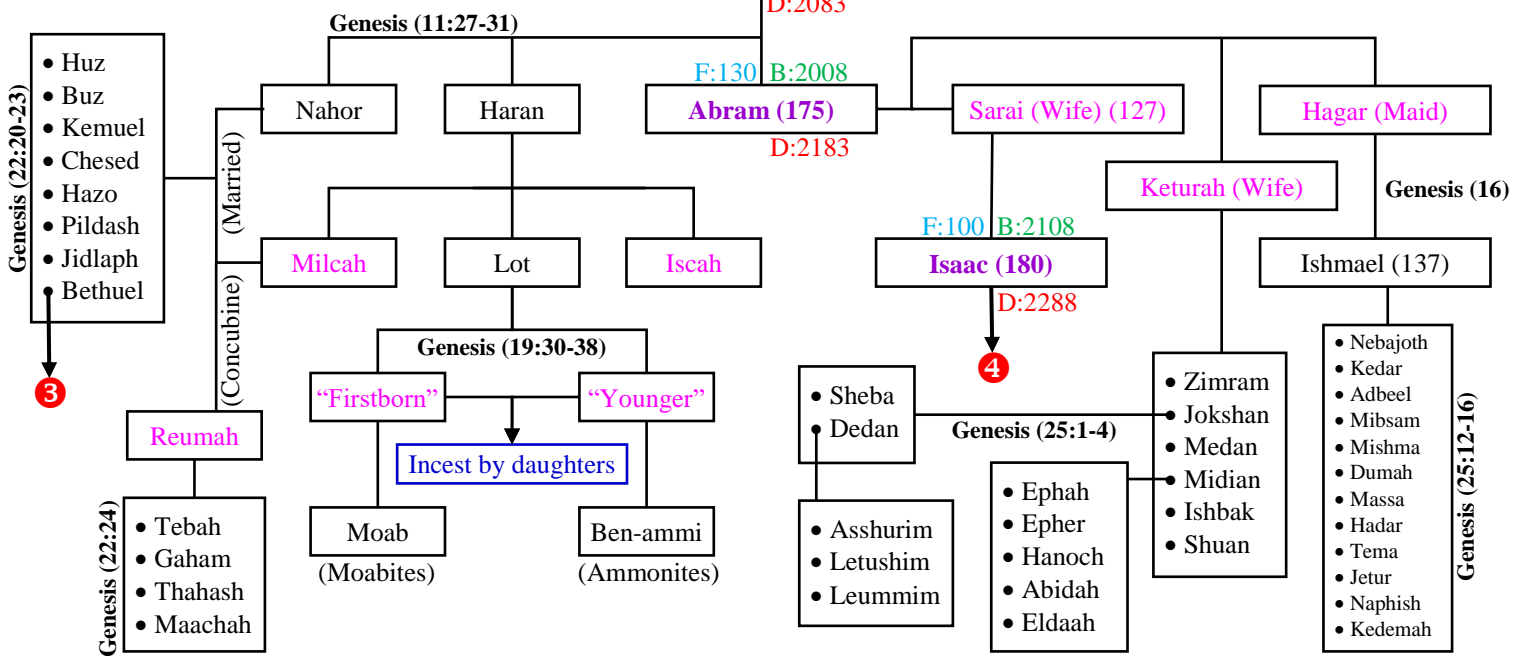 D:2083
Genesis (11:27-31)
Genesis (22:20-23)
• Huz
• Buz
• Kemuel
• Chesed
• Hazo
• Pildash
• Jidlaph
• Bethuel
3
(Married)
(Concubine)
Nahor
Haran
F:130 B:2008
Abram (175)
D:2183
Sarai (Wife) (127)
Hagar (Maid)
Keturah (Wife)
Genesis (16)
Milcah
Lot
Iscah
F:100 B:2108
Isaac (180)
D:2288
4
Ishmael (137)
Genesis (19:30-38)
“Firstborn”
“Younger”
Incest by daughters
Reumah
Genesis (22:24)
• Tebah
• Gaham
• Thahash
• Maachah
Moab
(Moabites)
Ben-ammi
(Ammonites)
• Sheba
• Dedan
Genesis (25:1-4)
• Asshurim
• Letushim
• Leummim
• Ephah
• Epher
• Hanoch
• Abidah
• Eldaah
• Zimram
• Jokshan
• Medan
• Midian
• Ishbak
• Shuan
• Nebajoth
• Kedar
• Adbeel
• Mibsam
• Mishma
• Dumah
• Massa
• Hadar
• Tema
• Jetur
• Naphish
• Kedemah
Genesis (25:12-16)